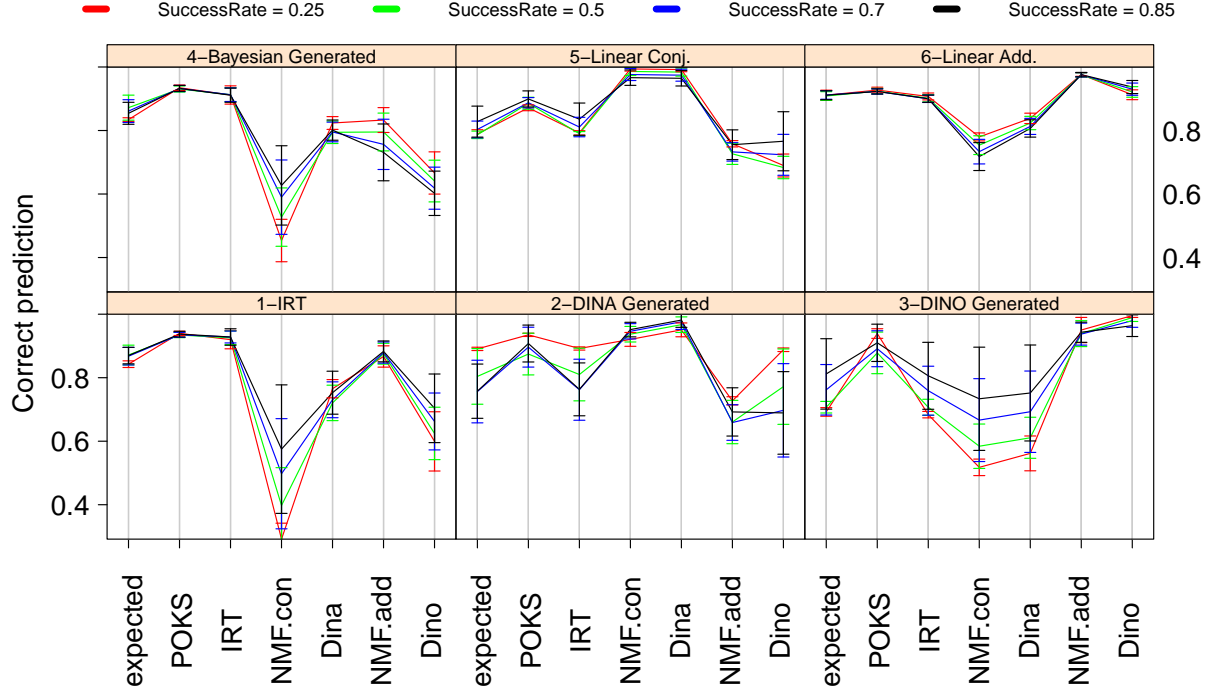 SuccessRate = 0.25 SuccessRate = 0.5 SuccessRate = 0.7 SuccessRate = 0.85
4−Bayesian Generated 5−Linear Conj. 6−Linear Add.
0.8
0.6
0.4
Correct prediction
1−IRT 2−DINA Generated 3−DINO Generated
0.8
0.6
0.4
expected POKS IRT NMF.con Dina NMF.add Dino expected POKS IRT NMF.con Dina NMF.add Dino expected POKS IRT NMF.con Dina NMF.add Dino